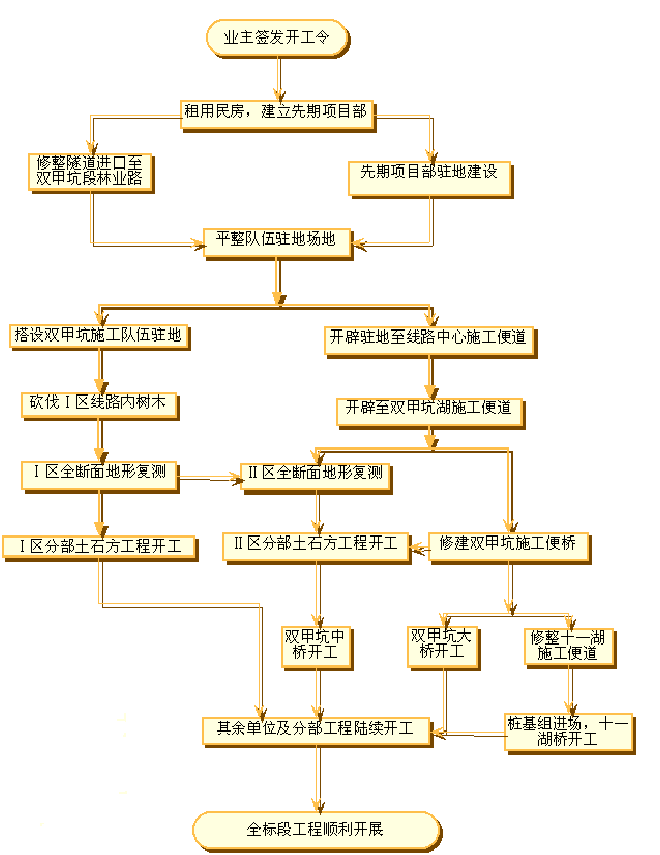 业主签发开工令
租用民房，建立先期项目部
修整隧道进口至
双甲坑段林业路
先期项目部驻地建设
平整队伍驻地场地
搭设双甲坑施工队伍驻地
开辟驻地至线路中心施工便道
砍伐Ⅰ区线路内树木
开辟至双甲坑湖施工便道
Ⅰ区全断面地形复测
Ⅱ区全断面地形复测
Ⅰ区分部土石方工程开工
Ⅱ区分部土石方工程开工
修建双甲坑施工便桥
双甲坑中
桥开工
双甲坑大
桥开工
修整十一湖
施工便道
其余单位及分部工程陆续开工
桩基组进场，十一
湖桥开工
全标段工程顺利开展